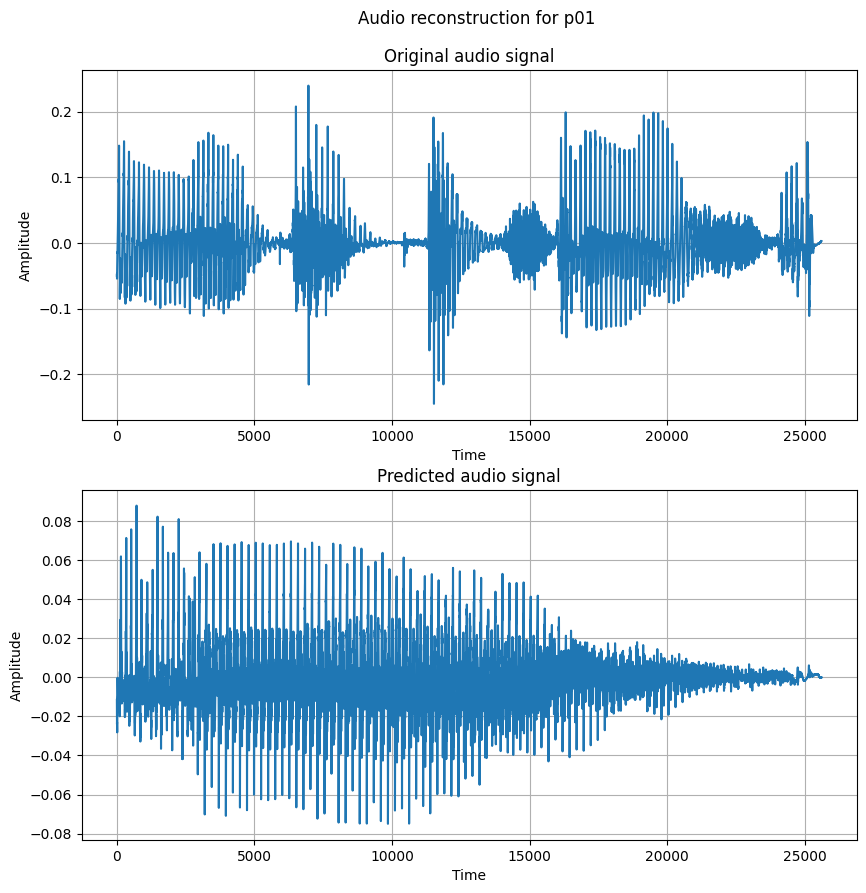 Audio reconstruction for p01
Original audio signal
0.2
0.1
0.0
−0.1
−0.2
Amplitude
0 5000 10000 15000 20000 25000
Time
Predicted audio signal
0.08
0.06
0.04
0.02
0.00
−0.02
−0.04
−0.06
−0.08
Amplitude
0 5000 10000 15000 20000 25000
Time